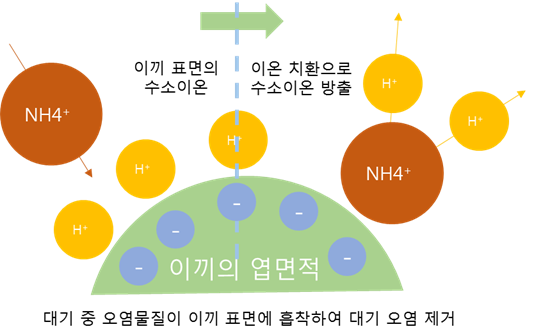 이끼 표면의
수소이온
이온 치환으로
수소이온 방출
NH4⁺
H⁺
H⁺
H⁺
H⁺
H⁺
NH4⁺
-
-
-
-
-
이끼의 엽면적
대기 중 오염물질이 이끼 표면에 흡착하여 대기 오염 제거